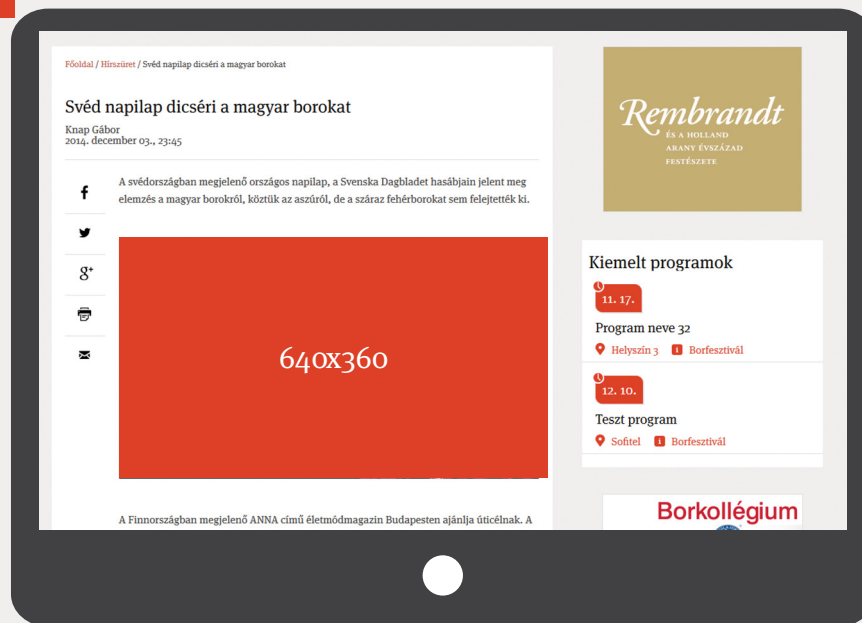 Főoldal / Hírszüret / Svéd napilap dicséri a magyar borokat
Svéd napilap dicséri a magyar borokat
Knap Gábor
2014. december 03., 23:45
A svédországban megjelenő országos napilap, a Svenska Dagbladet hasábjain jelent meg
elemzés a magyar borokról, köztük az aszúról, de a száraz fehérborokat sem felejtették ki.
640x360
A Finnországban megjelenő ANNA című életmódmagazin Budapesten ajánlja úticélnak. A
Rembrandt
ÉS A HOLLAND
ARANY ÉVSZÁZAD
FESTÉSZETE
Kiemelt programok
11. 17.
Program neve 32
Helyszín 3 Borfesztivál
12. 10.
Teszt program
Sofitel Borfesztivál
Borkollégium